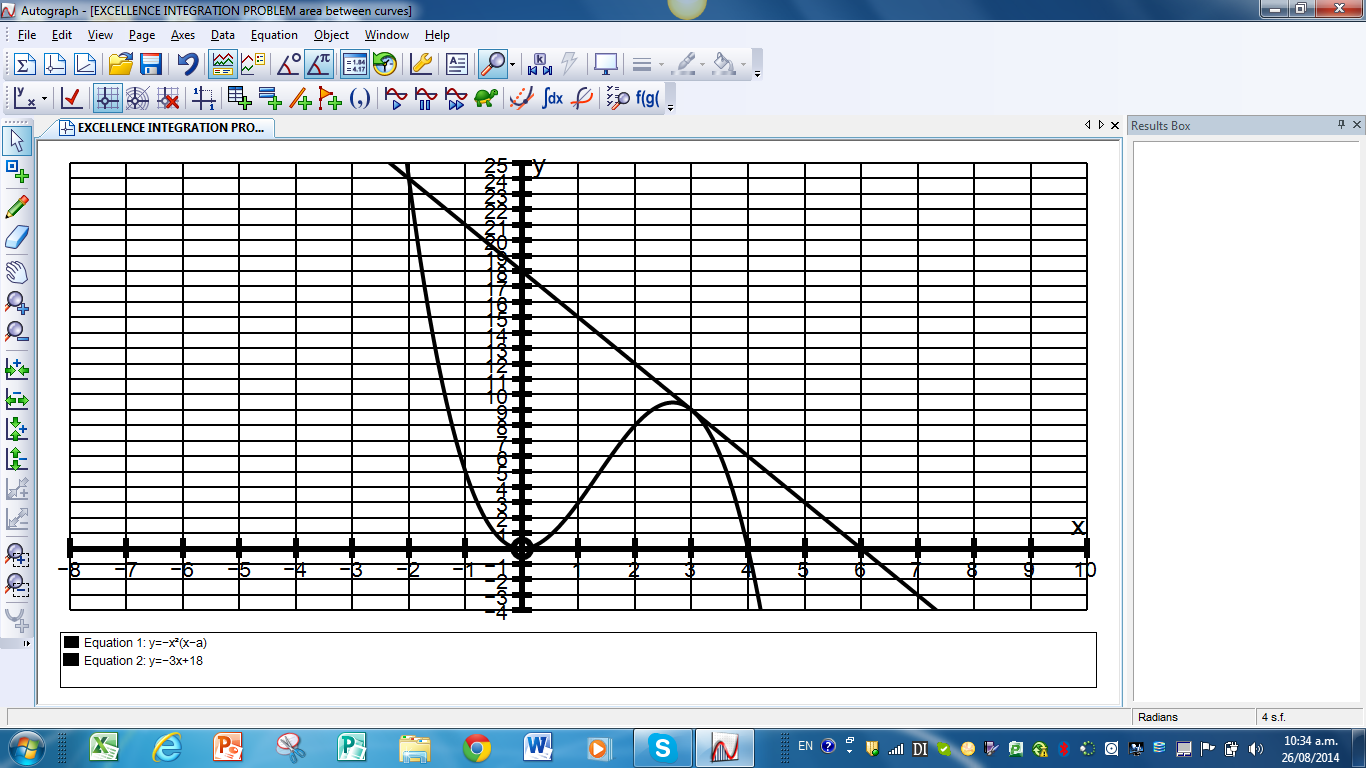 Autograph - [EXCELLENCE INTEGRATION PROBLEM area between curves]
File Edit View Page Axes Data Equation Object Window Help
EXCELLENCE INTEGRATION PRO...
Results Box
y
25
24
23
22
21
20
19
18
17
16
15
14
13
12
11
10
9
8
7
6
5
4
3
2
1
x
−8 −7 −6 −5 −4 −3 −2 −1 1 2 3 4 5 6 7 8 9 10
−1
−2
−3
−4
Equation 1: y=−x²(x−a)
Equation 2: y=−3x+18
Radians 4 s.f.
EN 10:34 a.m.
26/08/2014